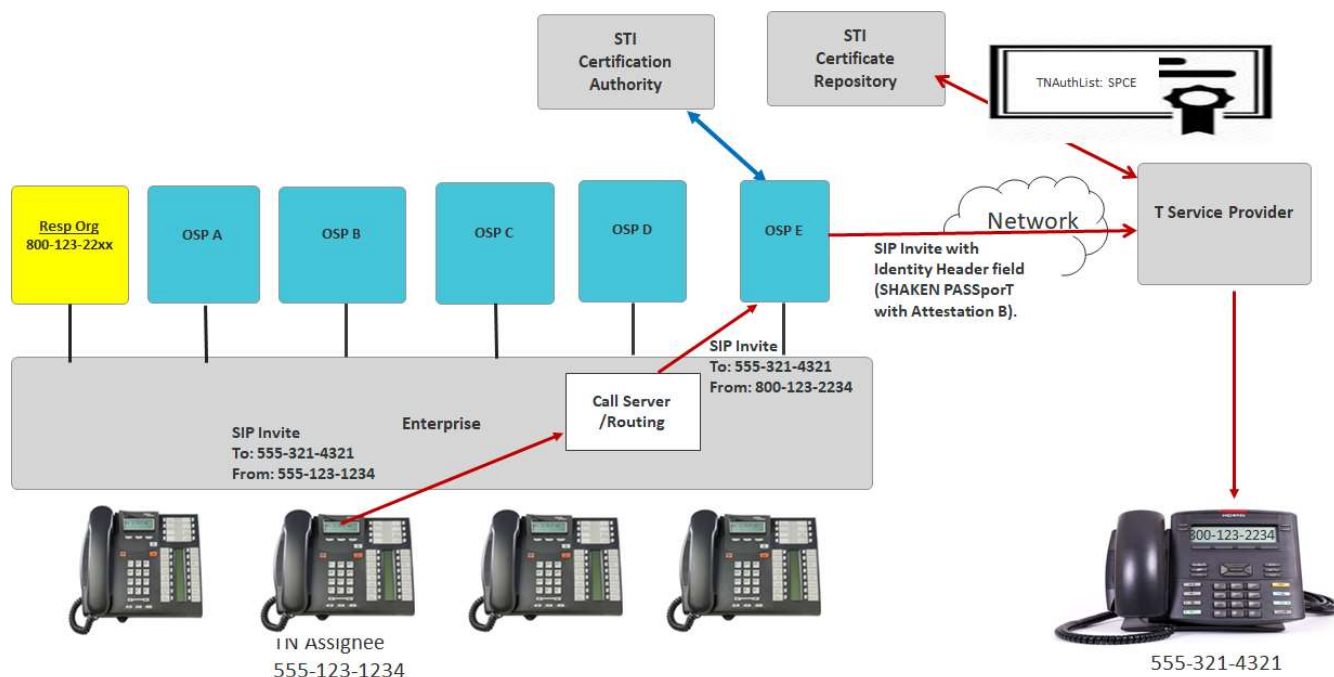 STI
Certification
Authority
STI
Certificate
Repository
TNAuthList: SPCE
Resp Org
800-123-22xx
OSP A
OSP B
OSP C
OSP D
OSP E
Network
T Service Provider
SIP Invite with
Identity Header field
(SHAKEN PASSporT
with Attestation B).
SIP Invite
To: 555-321-4321
From: 800-123-2234
Call Server
/Routing
Enterprise
SIP Invite
To: 555-321-4321
From: 555-123-1234
800-123-2234
TN Assignee
555-123-1234
555-321-4321